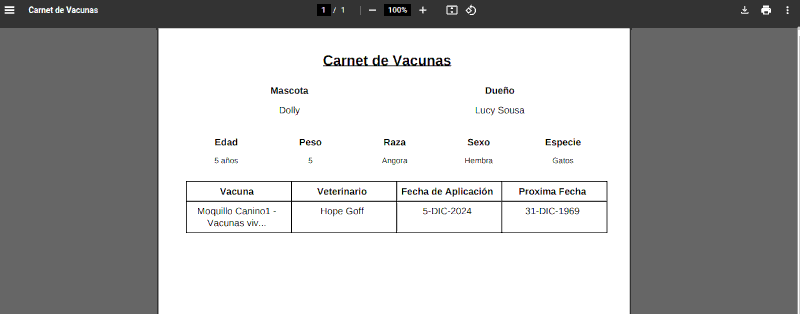 Carnet de Vacunas
1 / 1
100%
Carnet de Vacunas
Mascota Dueño
Dolly Lucy Sousa
Edad Peso Raza Sexo Especie
5 años 5 Angora Hembra Gatos
Vacuna Veterinario Fecha de Aplicación Proxima Fecha
Moquillo Canino1 - Hope Goff 5-DIC-2024 31-DIC-1969
Vacunas viv...